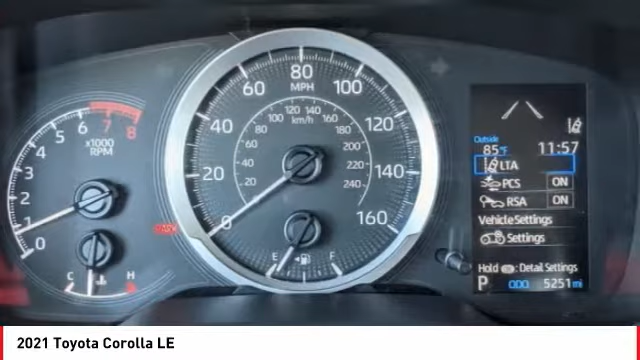 80
60 100
MPH
40 120
20 140
0 160
120 140
100 km/h 160
80 180
60 200
40 220
20 240
6 7
5 8
4
3
2
1
0
x1000
RPM
C H
E F
Outside
85°F 11:57
LTA
PCS ON
RSA ON
Vehicle Settings
Settings
Hold : Detail Settings
P ODO 5251 mi
2021 Toyota Corolla LE